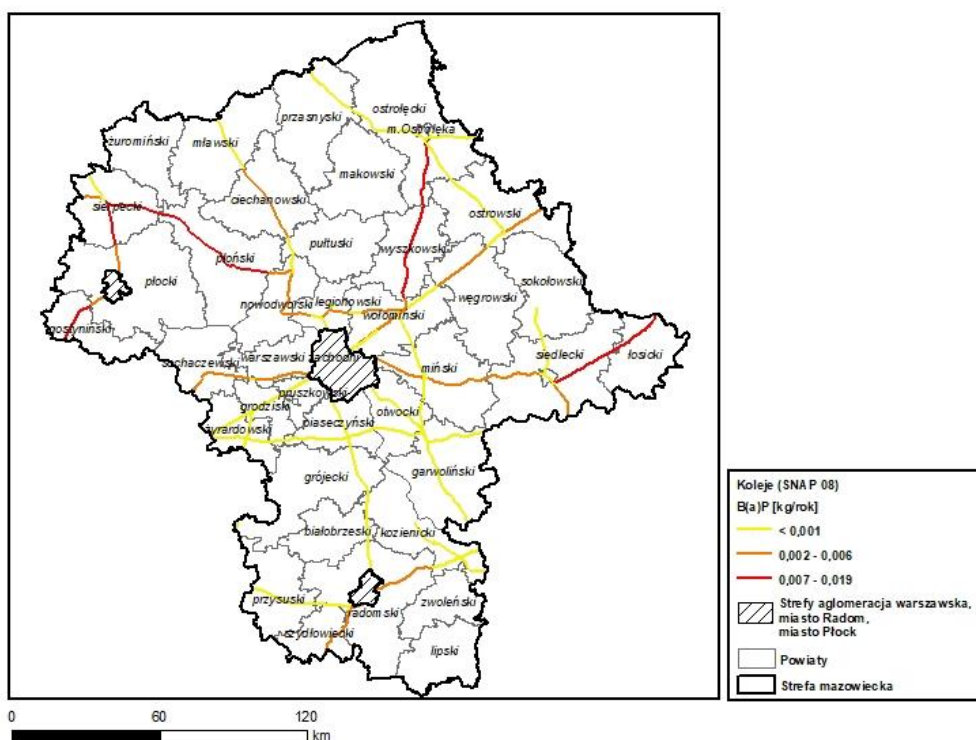 ostrołęcki
przasnyski
m.Ostrołęka
żuromiński
mławski
makowski
ciechanowski
sierpecki
ostrowski
pułtuski
wyszkowski
płoński
sokołowski
płocki
węgrowski
nowodworski
legionowski
wołomiński
gostyniński
siedlecki
łosicki
sochaczewski
warszawski zachodni
miński
pruszkowski
grodziski
otwocki
piaseczyński
żyrardowski
garwoliński
grójecki
białobrzeski
kozienicki
przysuski
zwoleński
radomski
szydłowiecki
lipski
Koleje (SNAP 08)
B(a)P [kg/rok]
< 0,001
0,002 - 0,006
0,007 - 0,019
Strefy aglomeracja warszawska,
miasto Radom,
miasto Płock
Powiaty
Strefa mazowiecka
0 60 120
km